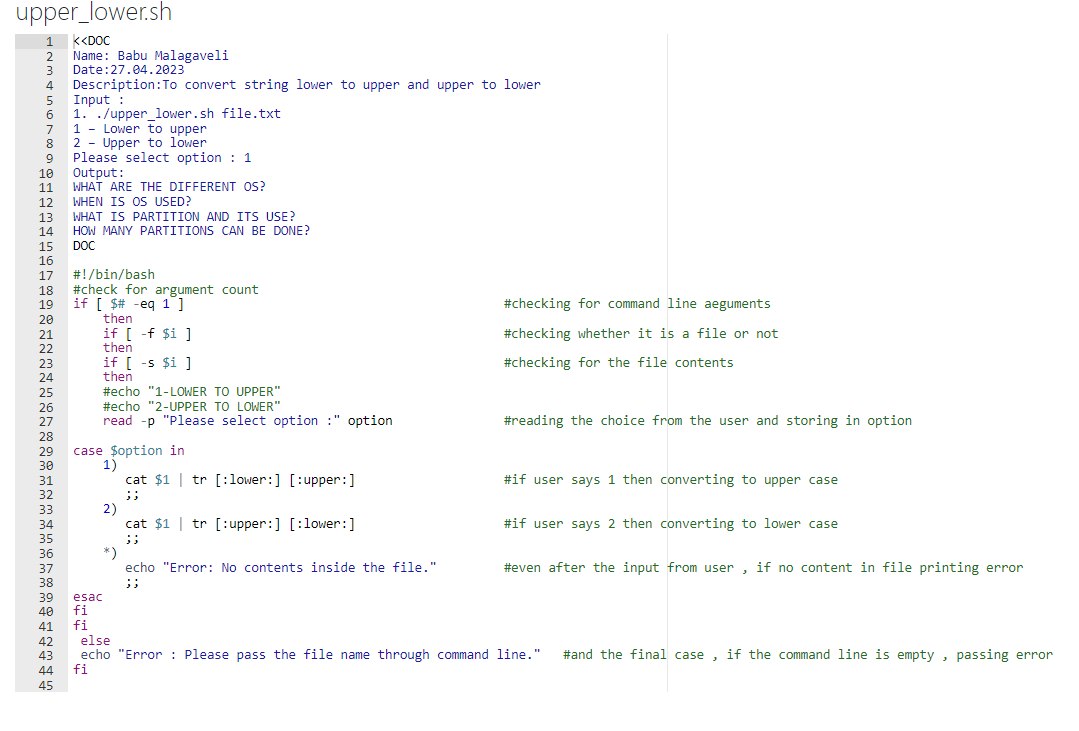 upper_lower.sh
1 <<DOC
2 Name: Babu Malagaveli
3 Date:27.04.2023
4 Description:To convert string lower to upper and upper to lower
5 Input :
6 1. ./upper_lower.sh file.txt
7 1 – Lower to upper
8 2 – Upper to lower
9 Please select option : 1
10 Output:
11 WHAT ARE THE DIFFERENT OS?
12 WHEN IS OS USED?
13 WHAT IS PARTITION AND ITS USE?
14 HOW MANY PARTITIONS CAN BE DONE?
15 DOC
16
17 #!/bin/bash
18 #check for argument count
19 if [ $# -eq 1 ] #checking for command line aeguments
20 then
21 if [ -f $i ] #checking whether it is a file or not
22 then
23 if [ -s $i ] #checking for the file contents
24 then
25 #echo "1-LOWER TO UPPER"
26 #echo "2-UPPER TO LOWER"
27 read -p "Please select option :" option #reading the choice from the user and storing in option
28
29 case $option in
30 1)
31 cat $1 | tr [:lower:] [:upper:] #if user says 1 then converting to upper case
32 ;;
33 2)
34 cat $1 | tr [:upper:] [:lower:] #if user says 2 then converting to lower case
35 ;;
36 *)
37 echo "Error: No contents inside the file." #even after the input from user , if no content in file printing error
38 ;;
39 esac
40 fi
41 fi
42 else
43 echo "Error : Please pass the file name through command line." #and the final case , if the command line is empty , passing error
44 fi
45